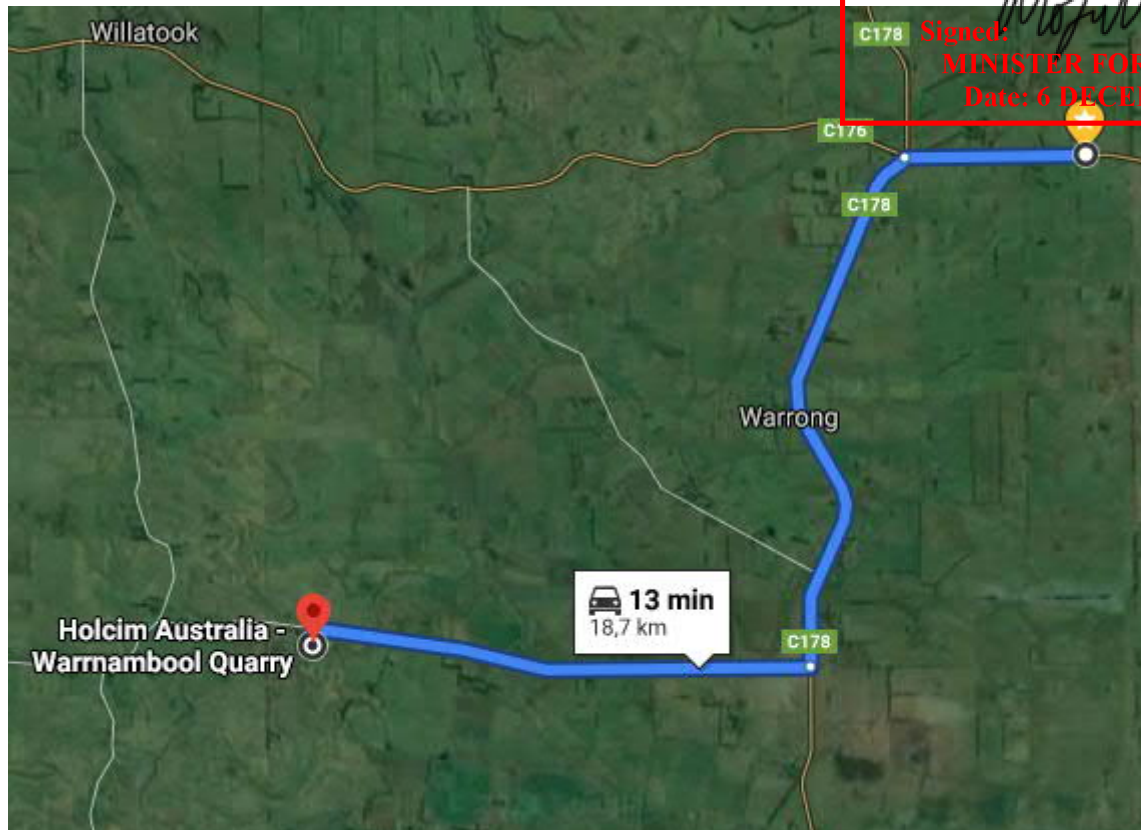 Willatook
C178
Signed:
MINISTER FOR
Date: 6 DECE
C176
C178
Warrong
13 min
18,7 km
Holcim Australia -
Warrnambool Quarry
C178